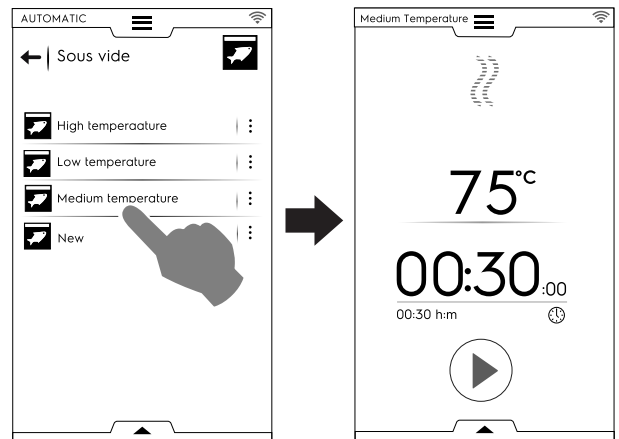 AUTOMATIC
Sous vide
High temperaature
Low temperature
Medium temperature
New
Medium Temperature
75°C
00:30:00
00:30 h:m